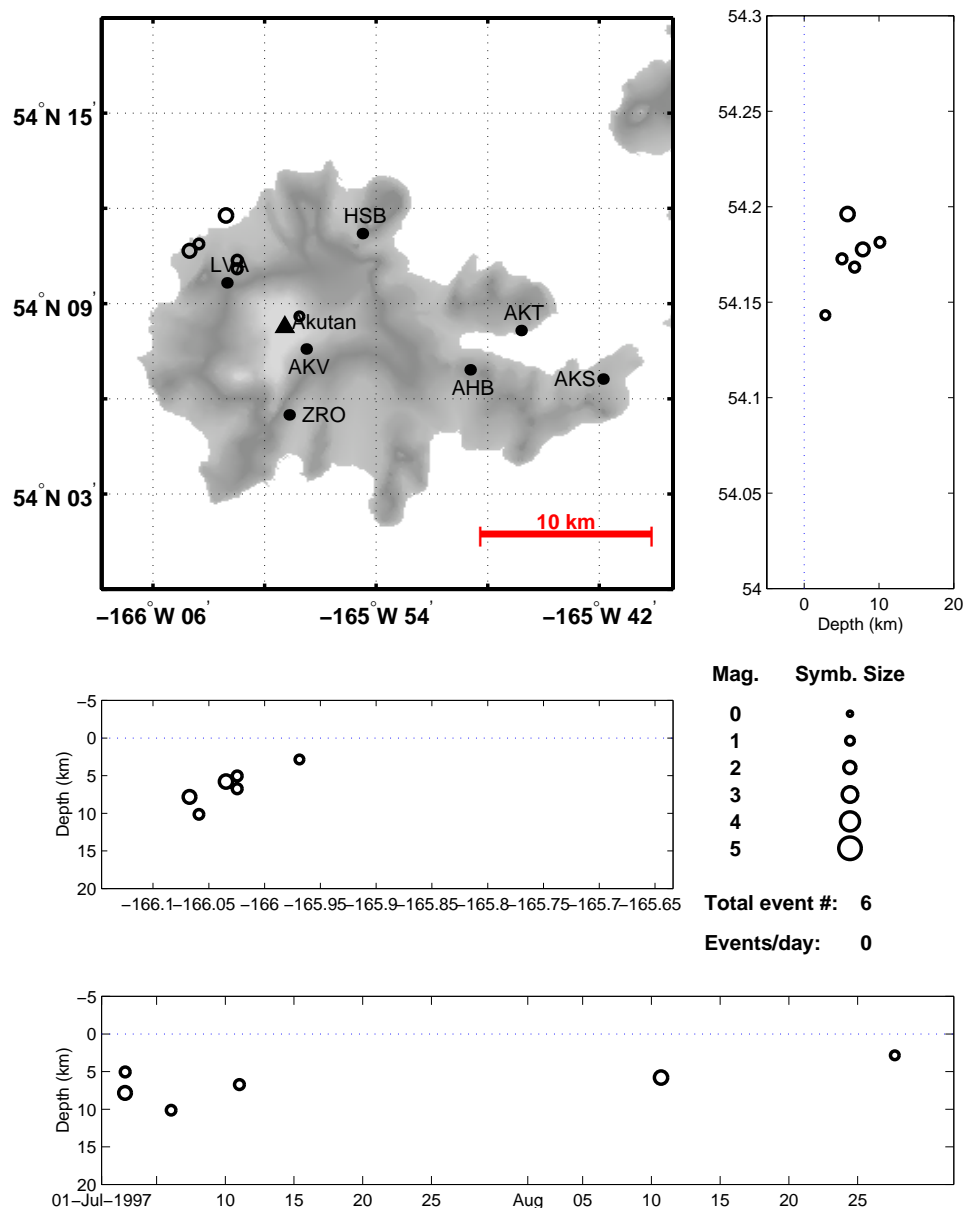 54°N 15'
54°N 09'
54°N 03'
HSB
LVA
Akutan
AKT
AKV
AHB
AKS
ZRO
10 km
−166°W 06'
−165°W 54'
−165°W 42'
54.3
54.25
54.2
54.15
54.1
54.05
54
0
10
20
Depth (km)
−5
0
5
10
15
20
Depth (km)
−166.1
−166.05
−166
−165.95
−165.9
−165.85
−165.8
−165.75
−165.7
−165.65
Mag. Symb. Size
0
1
2
3
4
5
Total event #: 6
Events/day: 0
−5
0
5
10
15
20
Depth (km)
01−Jul−1997
10
15
20
25
Aug
05
10
15
20
25